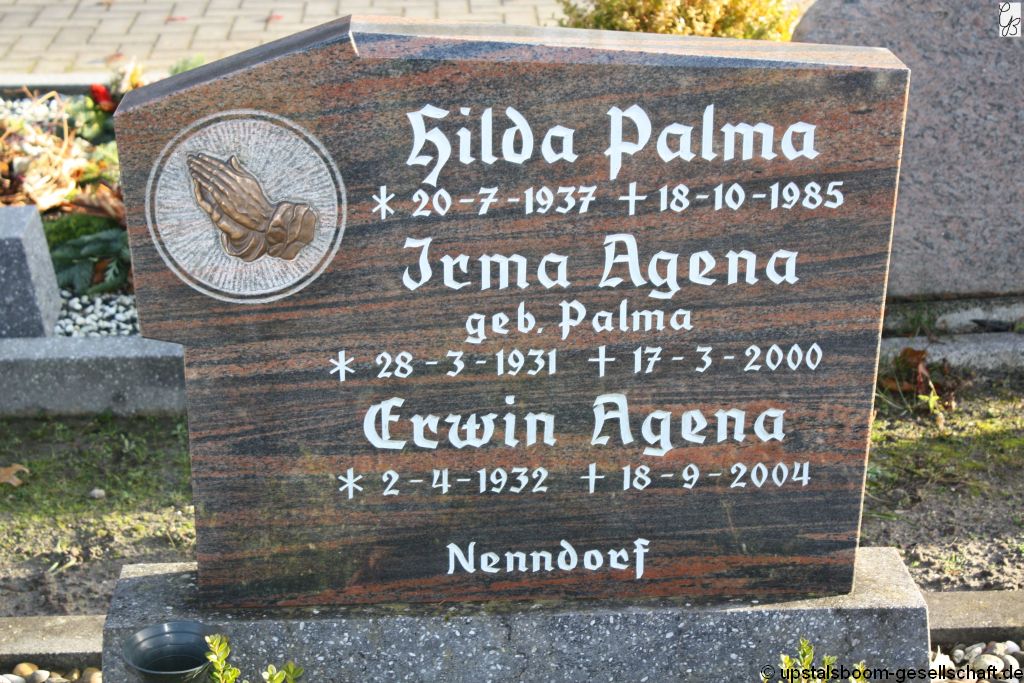 Hilda Palma
* 20-7-1937 † 18-10-1985
Irma Agena
geb. Palma
* 28-3-1931 † 17-3-2000
Erwin Agena
* 2-4-1932 † 18-9-2004
Nenndorf
© upstalsboom-gesellschaft.de